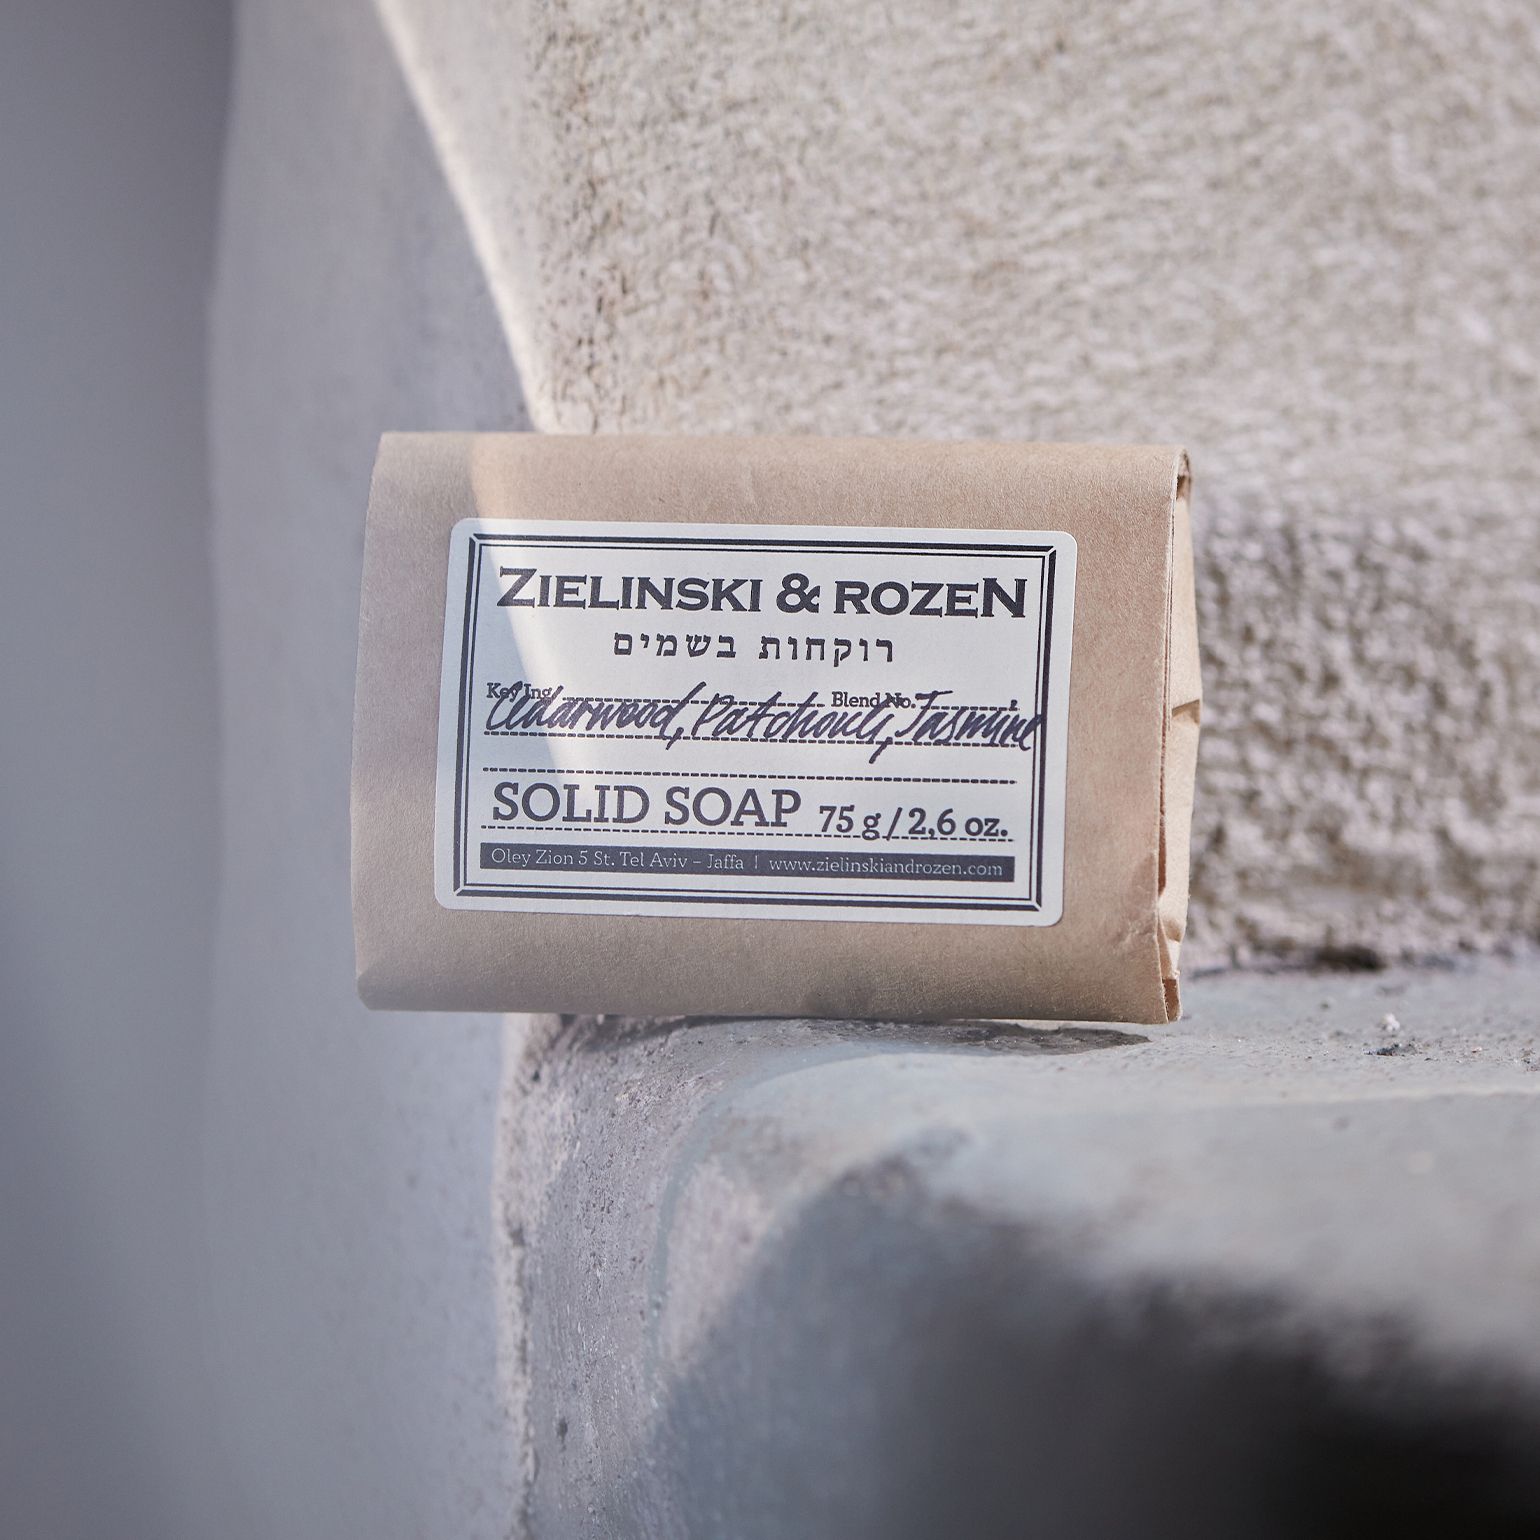 ZIELINSKI & ROZEN
רוקחות בשמים
Key Ing. Blend No.
Cedarwood, Patchouli, Jasmine
SOLID SOAP 75 g / 2,6 oz.
Oley Zion 5 St. Tel Aviv – Jaffa | www.zielinskiandrozen.com